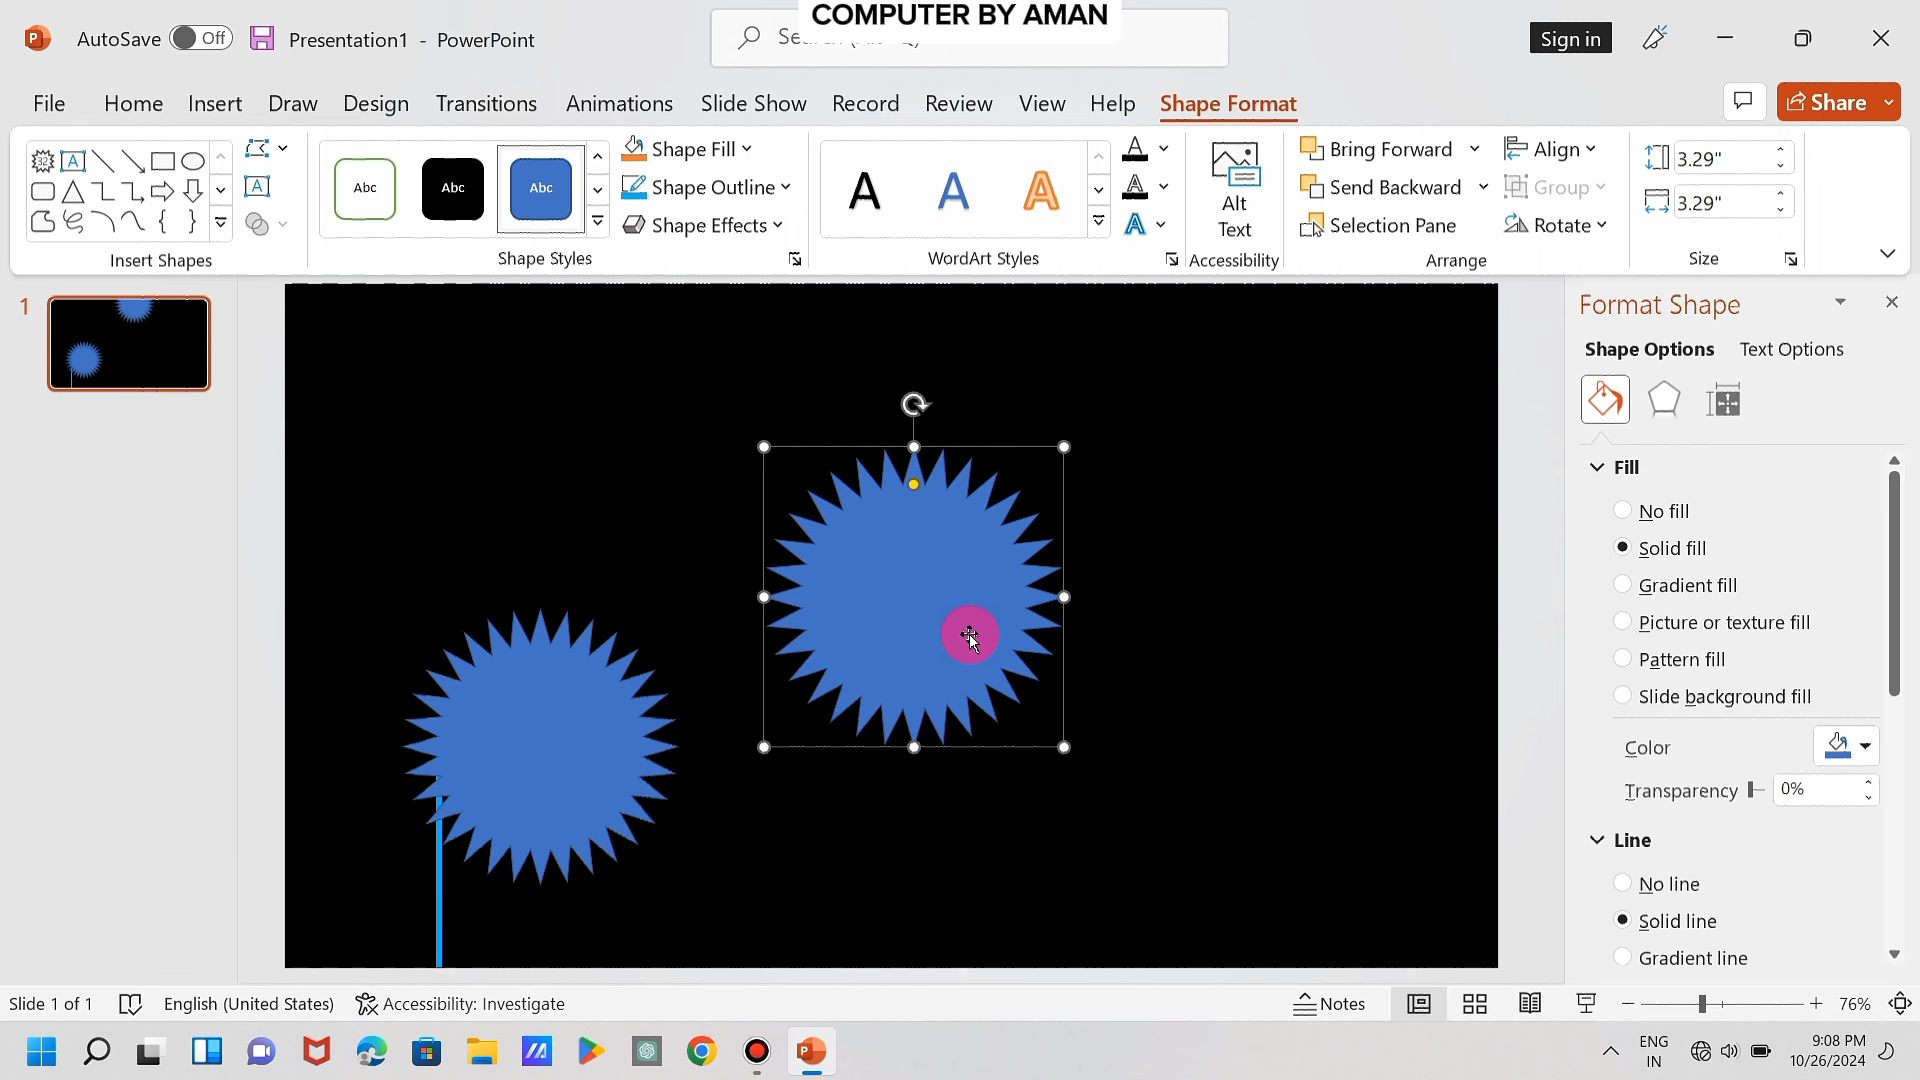 COMPUTER BY AMAN
AutoSave Off Presentation1 - PowerPoint
Sign in
File Home Insert Draw Design Transitions Animations Slide Show Record Review View Help Shape Format
Share
32 A
Abc Abc Abc
Shape Fill
Shape Outline
Shape Effects
A A A
A
A
A
Alt
Text
Bring Forward
Send Backward
Selection Pane
Align
Group
Rotate
3.29"
3.29"
Insert Shapes Shape Styles WordArt Styles Accessibility Arrange Size
1
Format Shape
Shape Options Text Options
Fill
No fill
Solid fill
Gradient fill
Picture or texture fill
Pattern fill
Slide background fill
Color
Transparency 0%
Line
No line
Solid line
Gradient line
Slide 1 of 1 English (United States) Accessibility: Investigate Notes 76%
ENG
IN
9:08 PM
10/26/2024